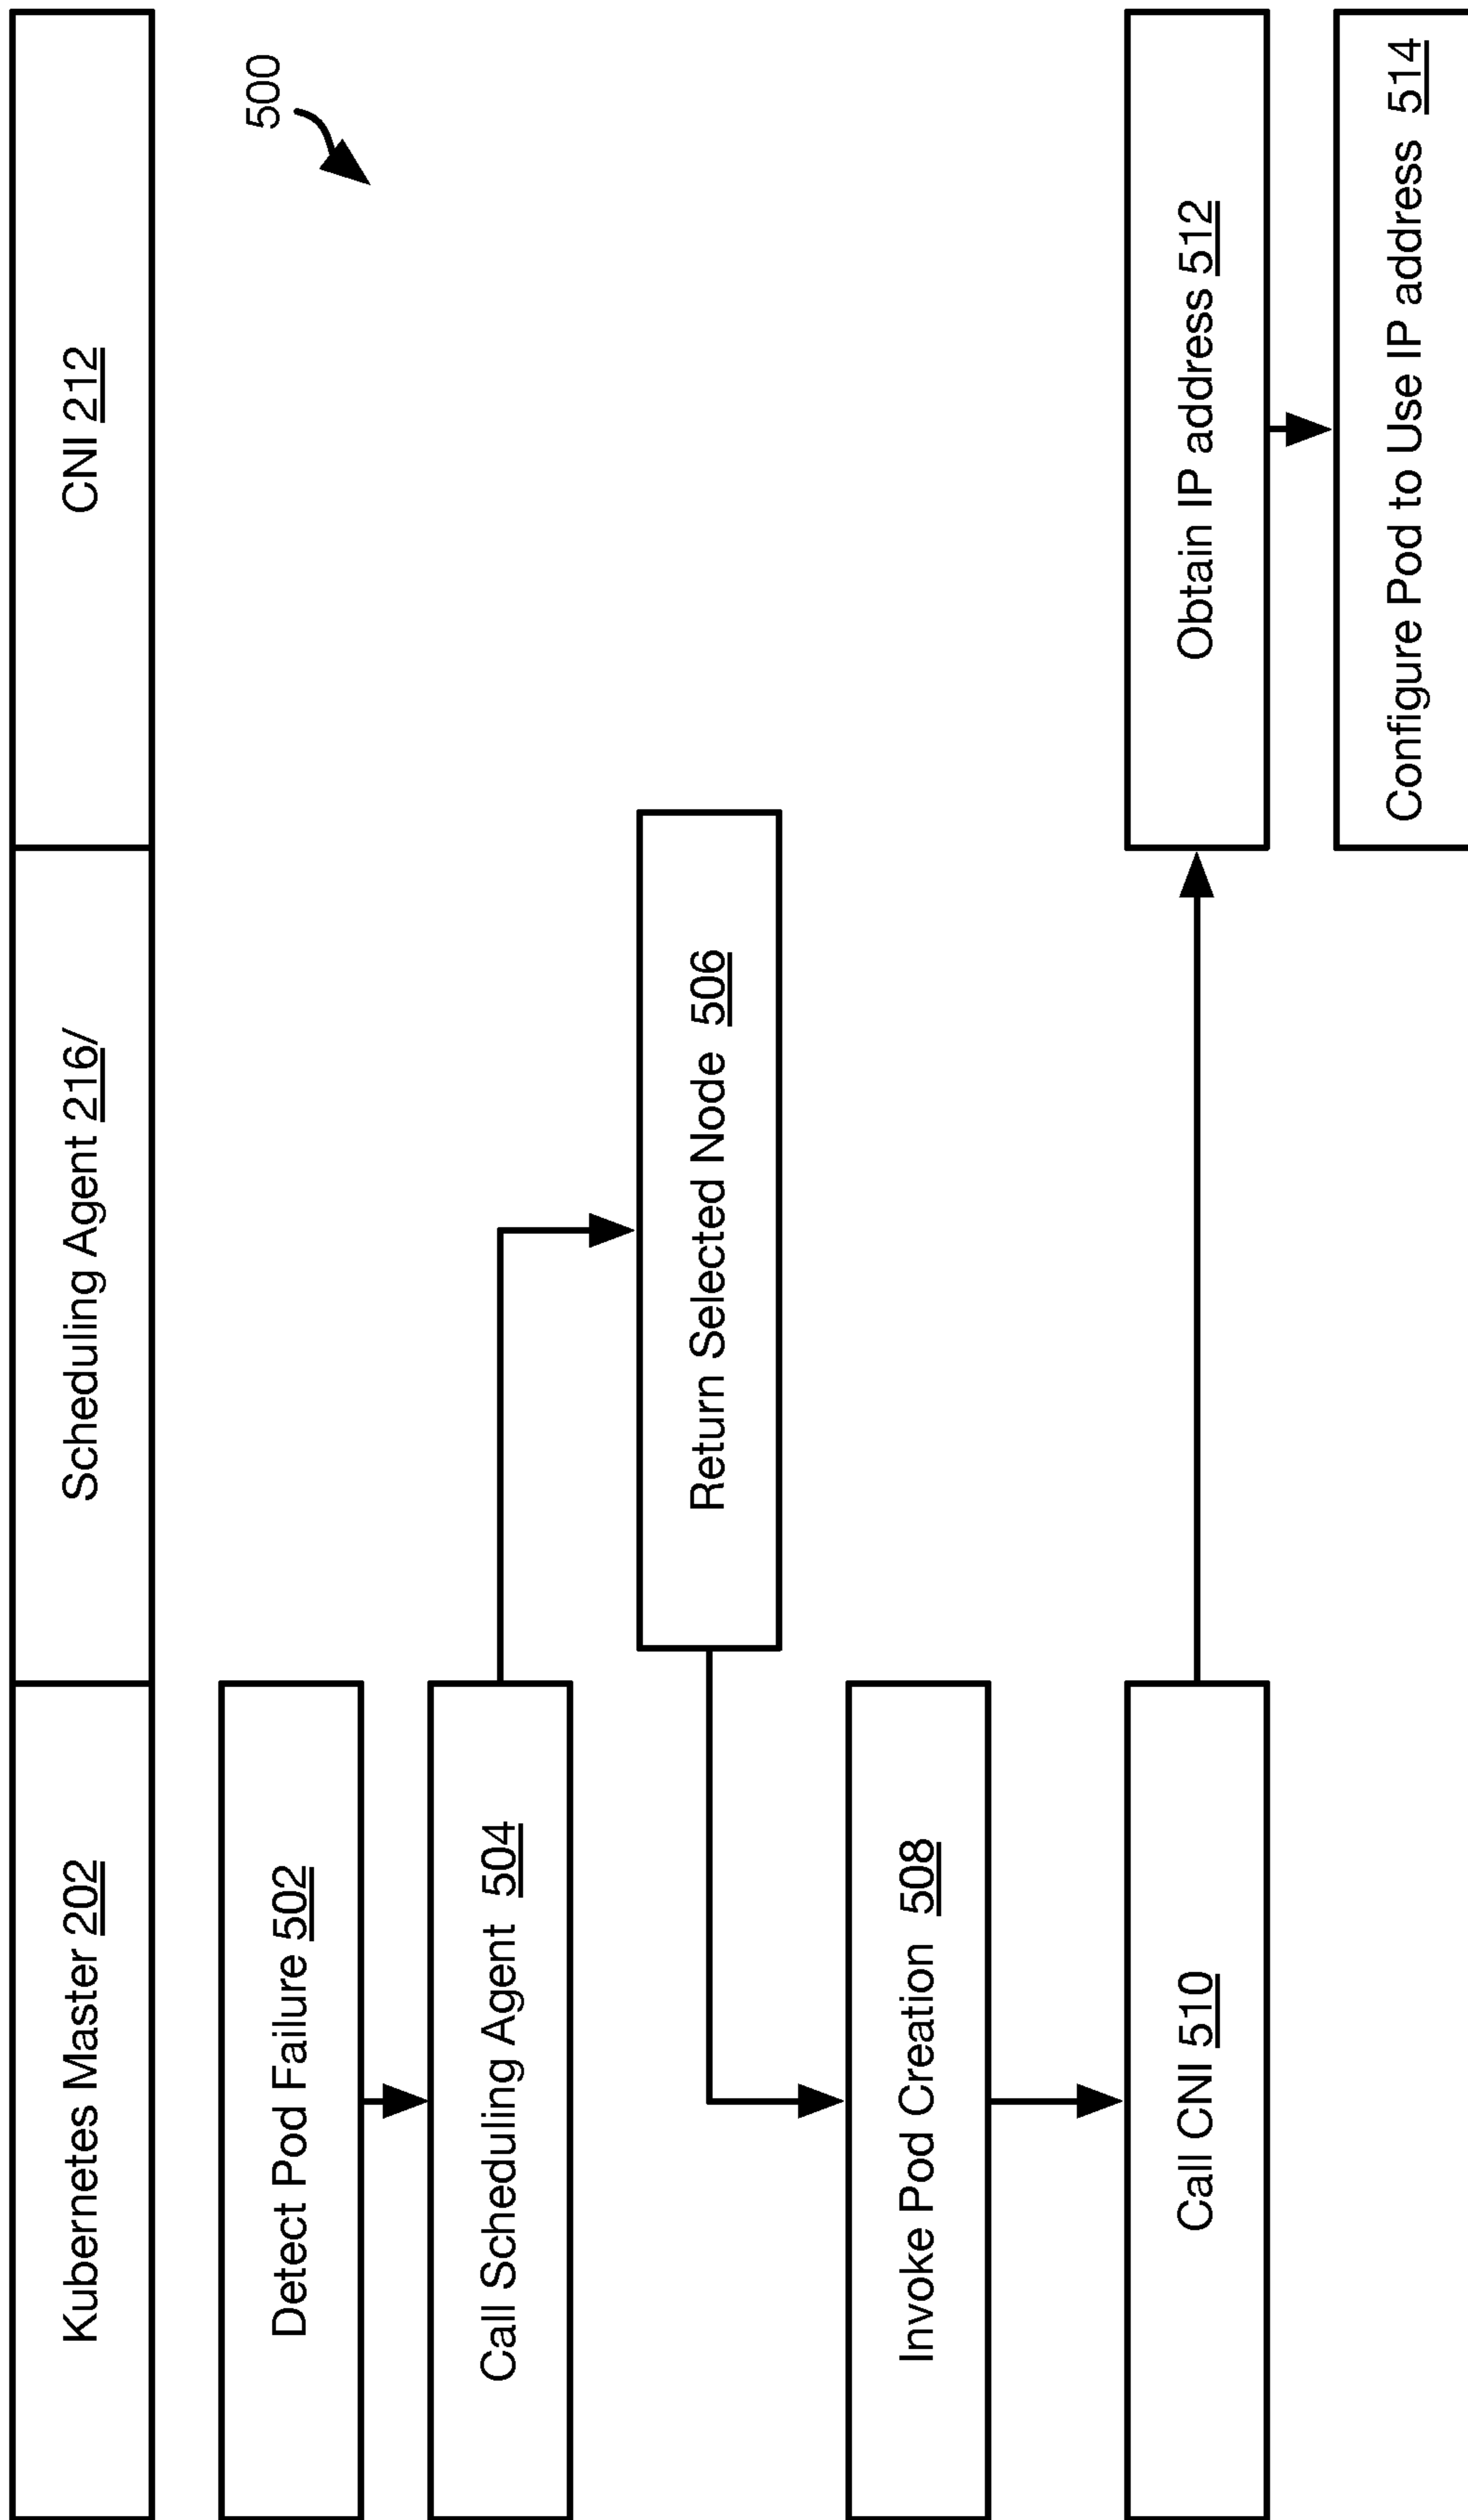 Kubernetes Master 202
Scheduling Agent 216/
CNI 212
500
Detect Pod Failure 502
Call Scheduling Agent 504
Return Selected Node 506
Invoke Pod Creation 508
Call CNI 510
Obtain IP address 512
Configure Pod to Use IP address 514